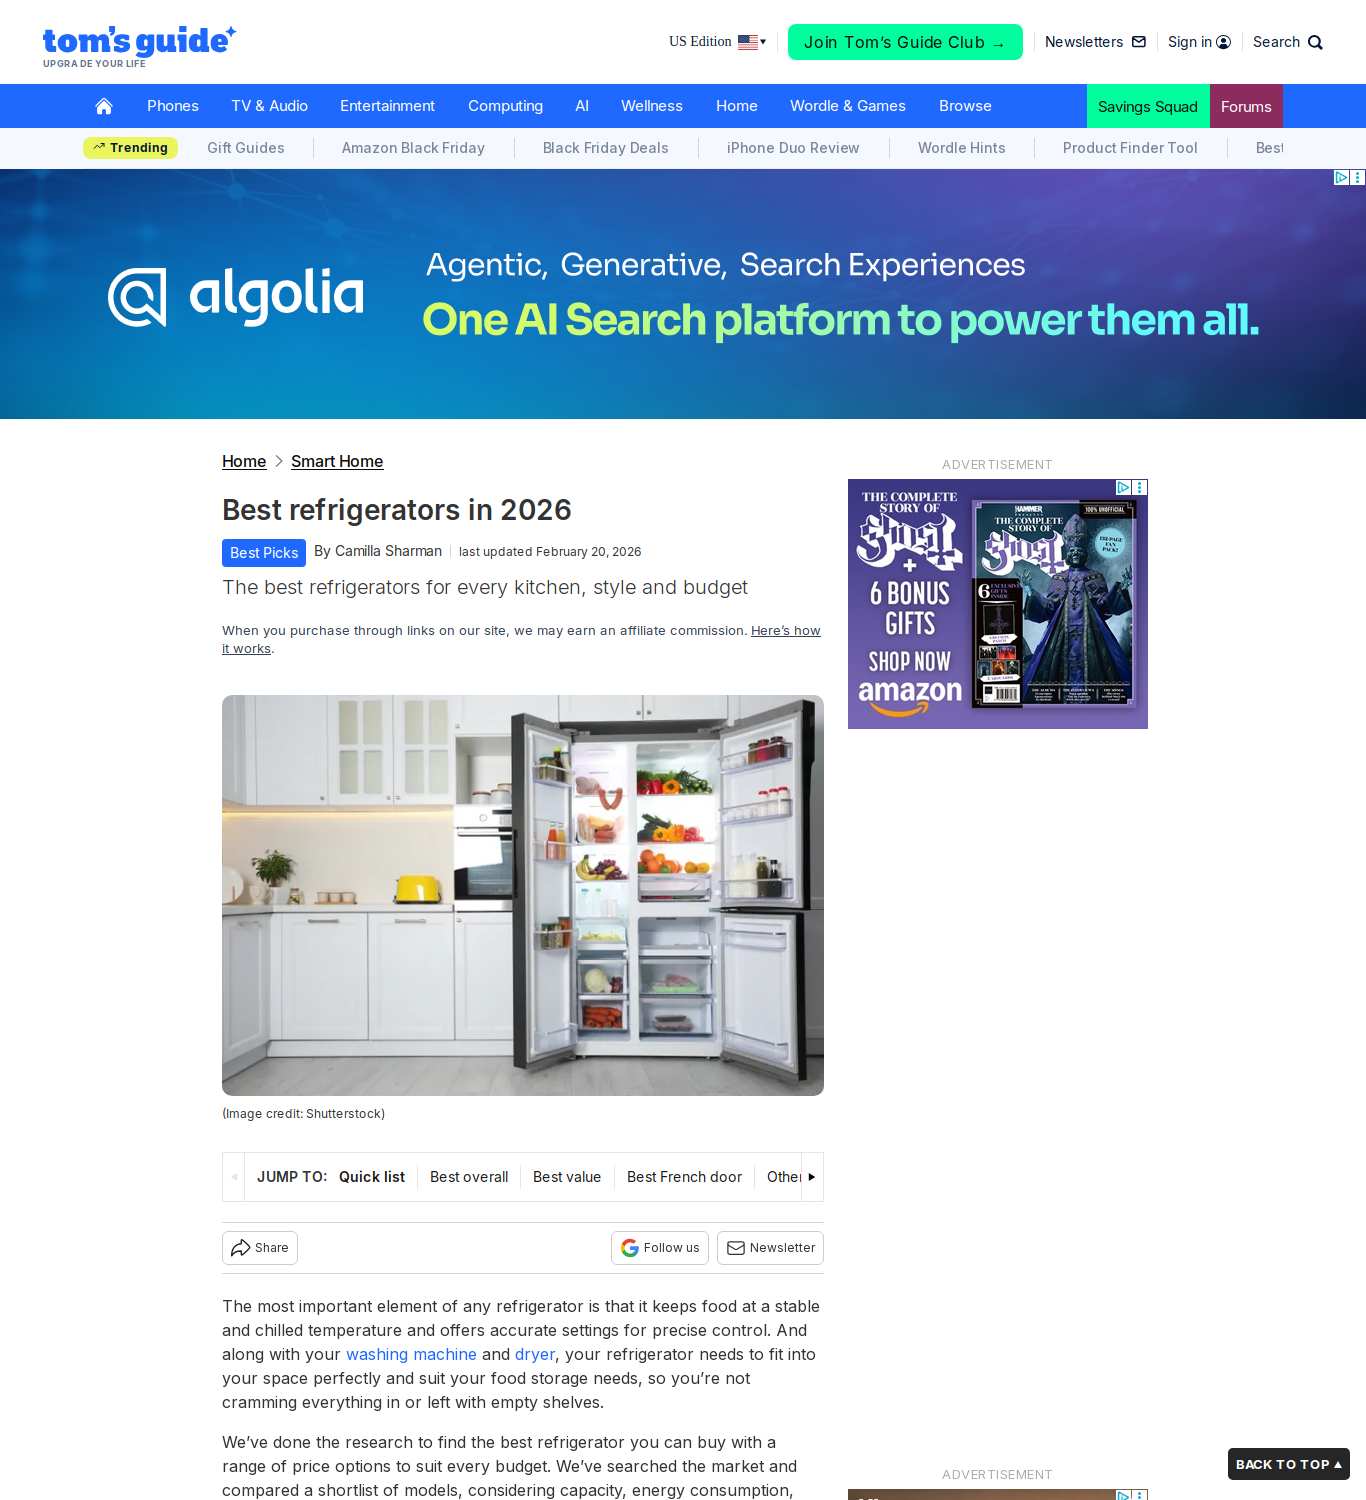 tom's guide
UPGRADE YOUR LIFE
US Edition
Join Tom's Guide Club →
Newsletters
Sign in
Search
Phones
TV & Audio
Entertainment
Computing
AI
Wellness
Home
Wordle & Games
Browse
Savings Squad
Forums
Trending
Gift Guides
Amazon Black Friday
Black Friday Deals
iPhone Duo Review
Wordle Hints
Product Finder Tool
Best
algolia
Agentic, Generative, Search Experiences
One AI Search platform to power them all.
Home
Smart Home
Best refrigerators in 2026
Best Picks
By Camilla Sharman
last updated February 20, 2026
The best refrigerators for every kitchen, style and budget
When you purchase through links on our site, we may earn an affiliate commission. Here's how
it works.
(Image credit: Shutterstock)
JUMP TO:
Quick list
Best overall
Best value
Best French door
Other
Share
Follow us
Newsletter
The most important element of any refrigerator is that it keeps food at a stable
and chilled temperature and offers accurate settings for precise control. And
along with your washing machine and dryer, your refrigerator needs to fit into
your space perfectly and suit your food storage needs, so you're not
cramming everything in or left with empty shelves.
We've done the research to find the best refrigerator you can buy with a
range of price options to suit every budget. We've searched the market and
compared a shortlist of models, considering capacity, energy consumption,
ADVERTISEMENT
THE COMPLETE
STORY OF
Ghost
+
6 BONUS
GIFTS
SHOP NOW
amazon
HAMMER
100% UNOFFICIAL
THE COMPLETE
STORY OF
Ghost
6
ADVERTISEMENT
BACK TO TOP